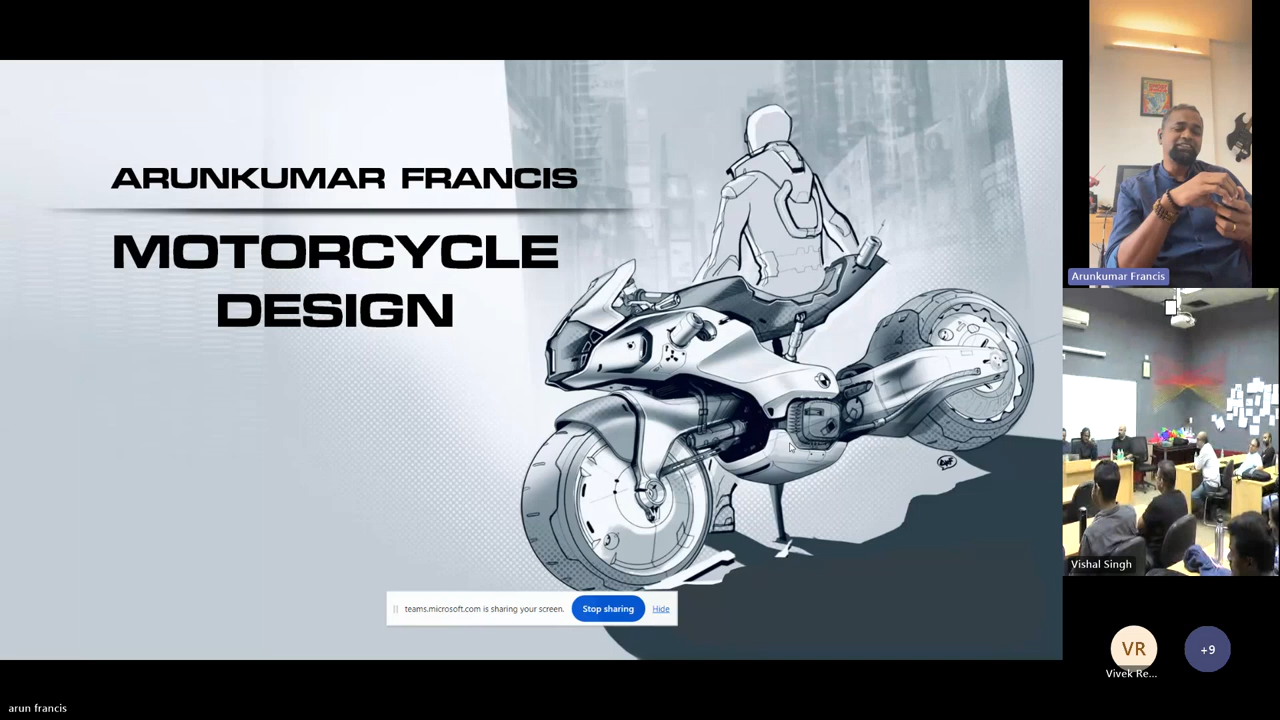 ARUNKUMAR FRANCIS
MOTORCYCLE
DESIGN
teams.microsoft.com is sharing your screen.
Stop sharing
Hide
Arunkumar Francis
Vishal Singh
VR
+9
Vivek Re...
arun francis